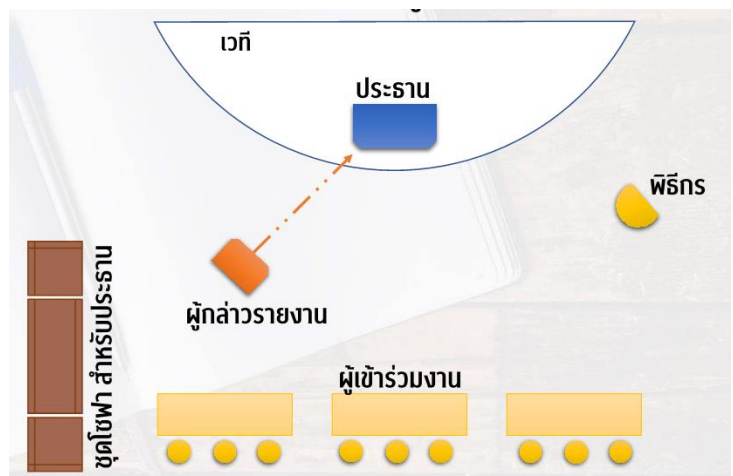 เวที
ประธาน
พิธีกร
ผู้กล่าวรายงาน
ชุดโซฟา สำหรับประธาน
ผู้เข้าร่วมงาน